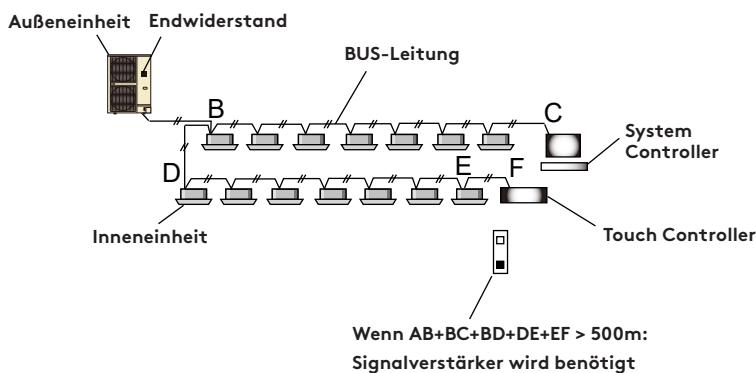 Außeneinheit Endwiderstand
BUS-Leitung
B
C
System
Controller
D
E F
Inneneinheit
Touch Controller
Wenn AB+BC+BD+DE+EF > 500m:
Signalverstärker wird benötigt